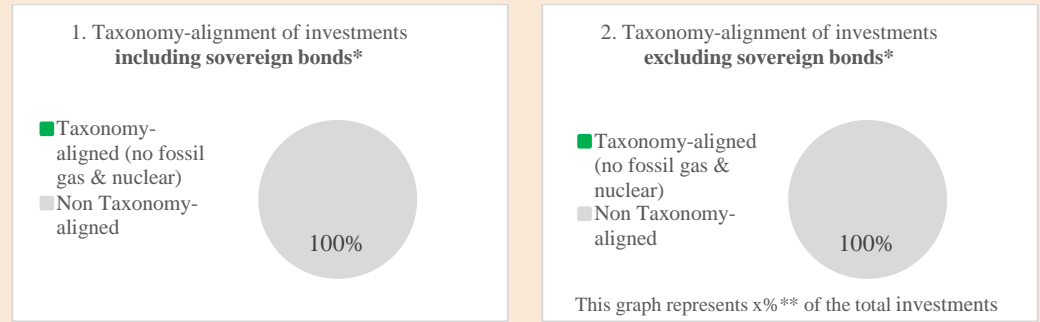 1. Taxonomy-alignment of investments
including sovereign bonds*
Taxonomy-
aligned (no fossil
gas & nuclear)
Non Taxonomy-
aligned
100%
2. Taxonomy-alignment of investments
excluding sovereign bonds*
Taxonomy-aligned
(no fossil gas &
nuclear)
Non Taxonomy-
aligned
100%
This graph represents x%** of the total investments